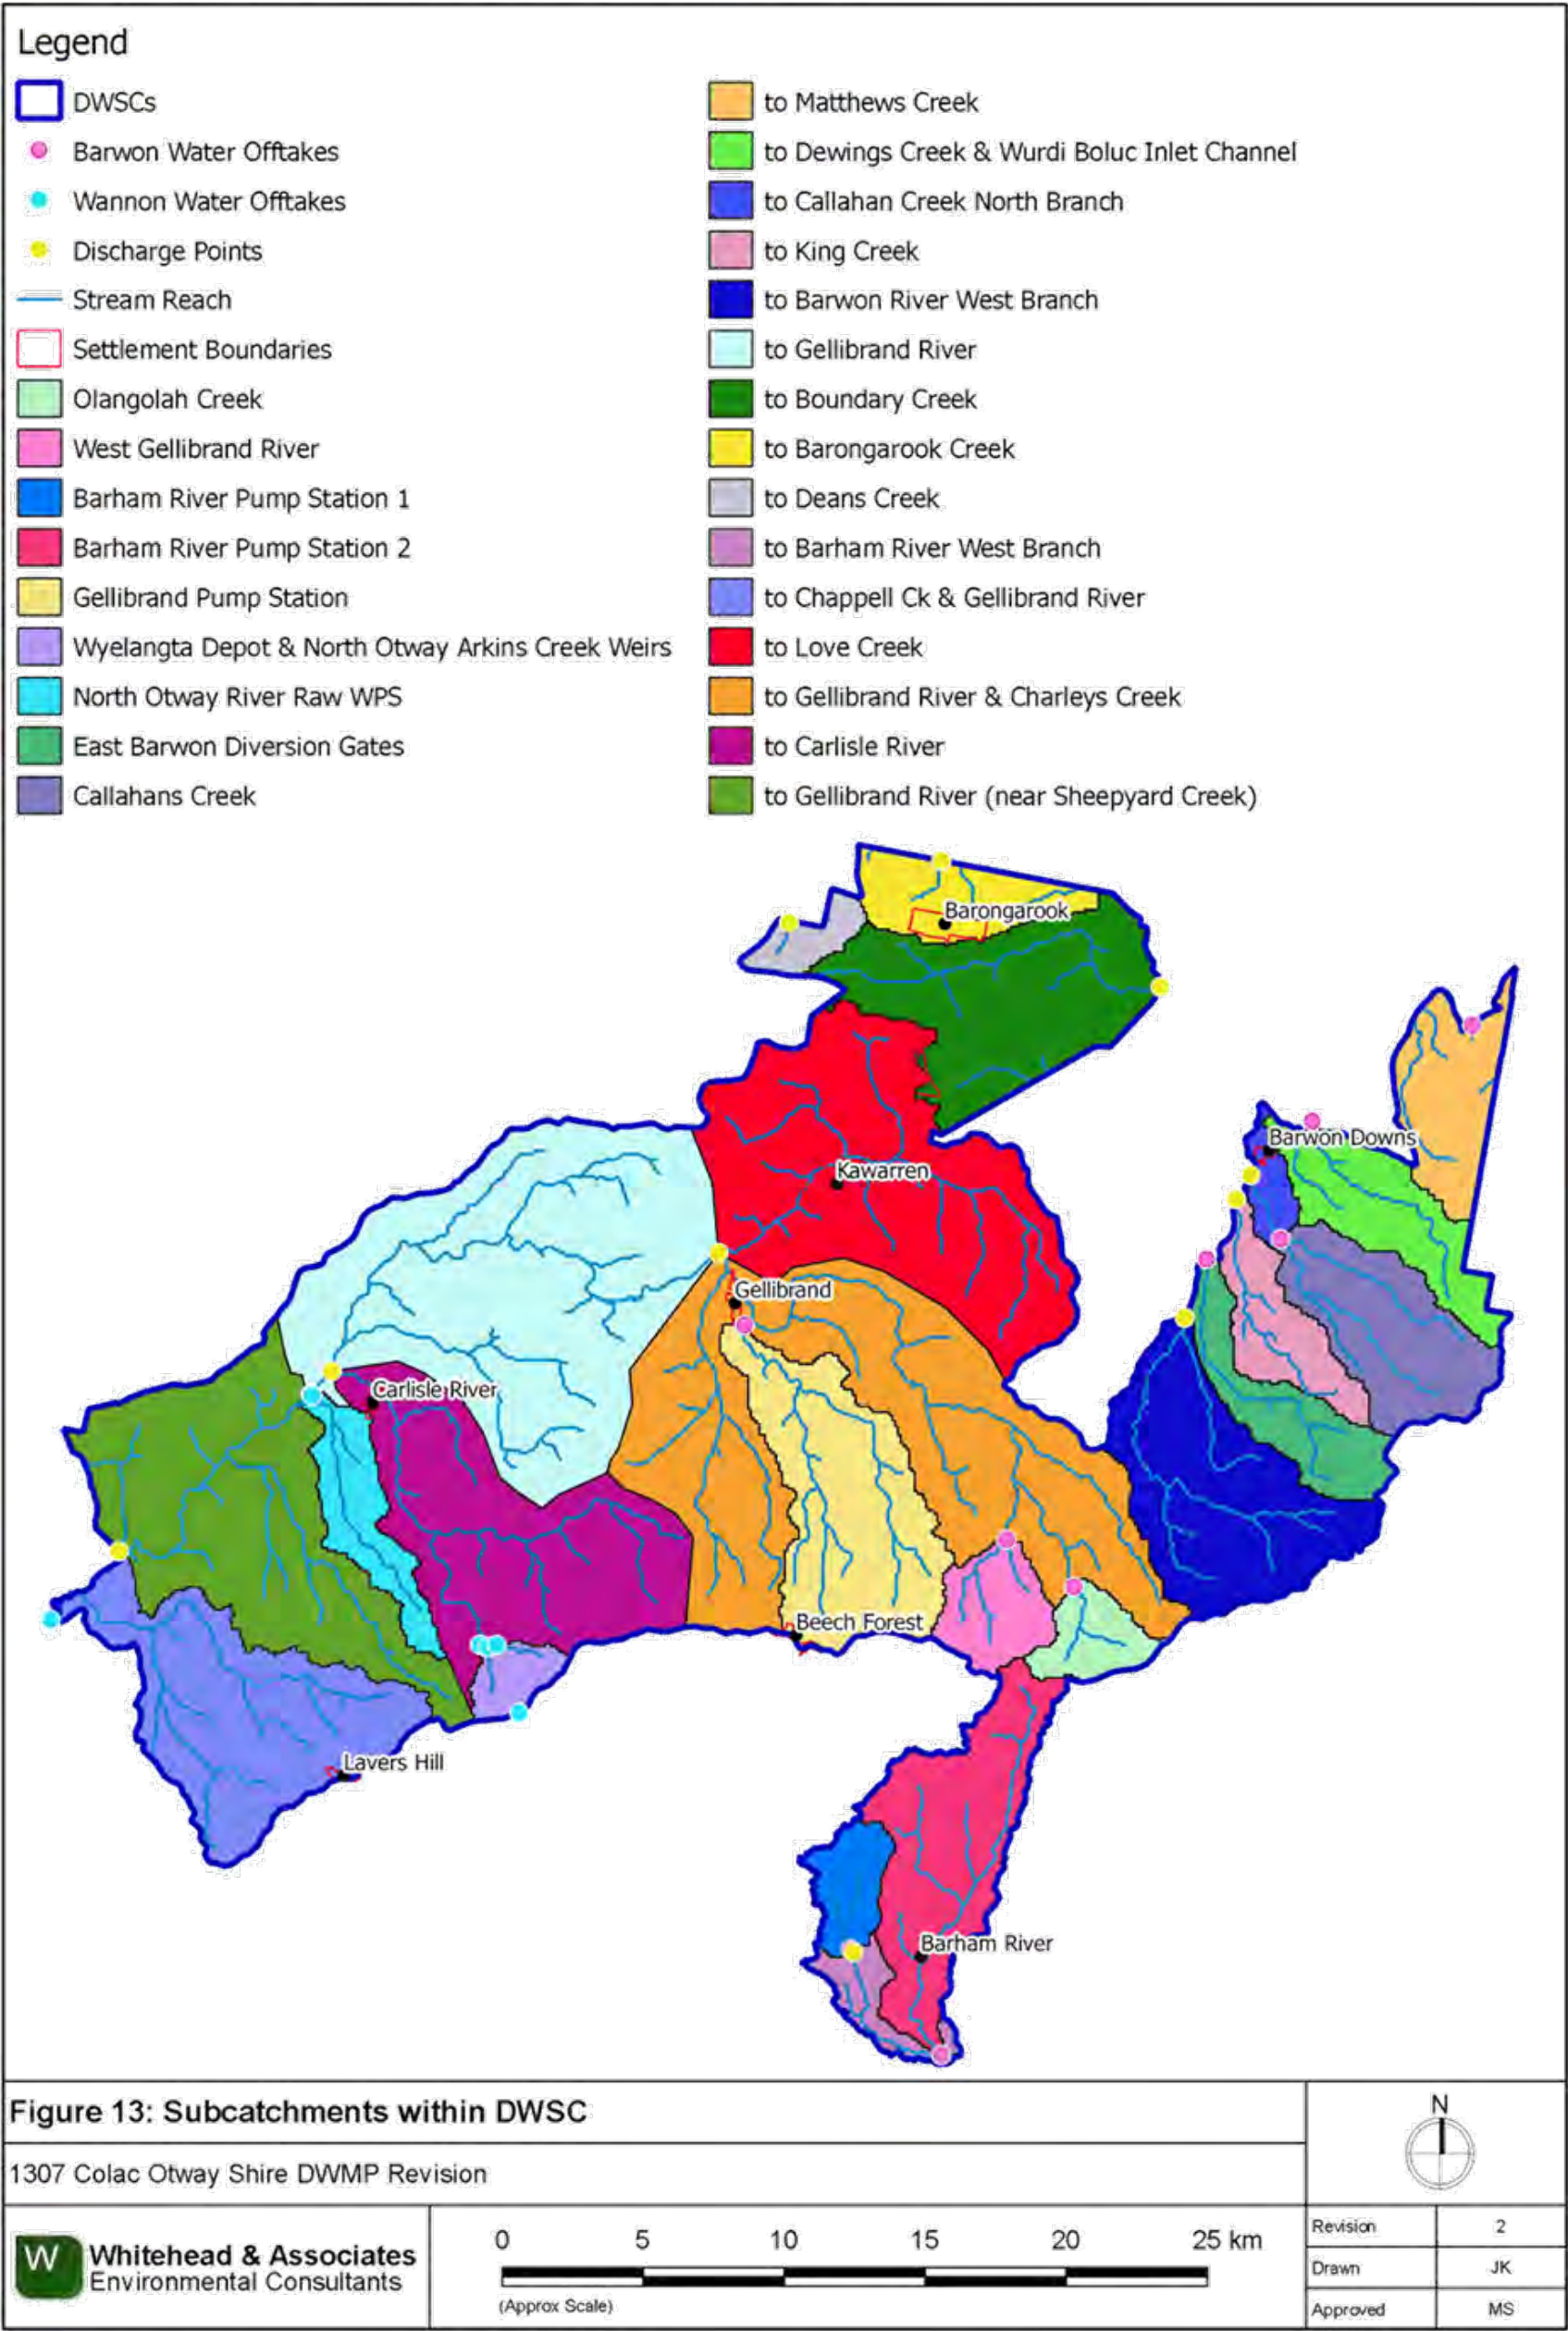 Legend
DWSCs
Barwon Water Offtakes
Wannon Water Offtakes
Discharge Points
Stream Reach
Settlement Boundaries
Olangolah Creek
West Gellibrand River
Barham River Pump Station 1
Barham River Pump Station 2
Gellibrand Pump Station
Wyelangta Depot & North Otway Arkins Creek Weirs
North Otway River Raw WPS
East Barwon Diversion Gates
Callahans Creek
to Matthews Creek
to Dewings Creek & Wurdi Boluc Inlet Channel
to Callahan Creek North Branch
to King Creek
to Barwon River West Branch
to Gellibrand River
to Boundary Creek
to Barongarook Creek
to Deans Creek
to Barham River West Branch
to Chappell Ck & Gellibrand River
to Love Creek
to Gellibrand River & Charleys Creek
to Carlisle River
to Gellibrand River (near Sheepyard Creek)
Barongarook
Barwon Downs
Kawarren
Gellibrand
Carlisle River
Beech Forest
Lavers Hill
Barham River
Figure 13: Subcatchments within DWSC
1307 Colac Otway Shire DWMP Revision
N
W
Whitehead & Associates
Environmental Consultants
0 5 10 15 20 25 km
(Approx Scale)
Revision 2
Drawn JK
Approved MS